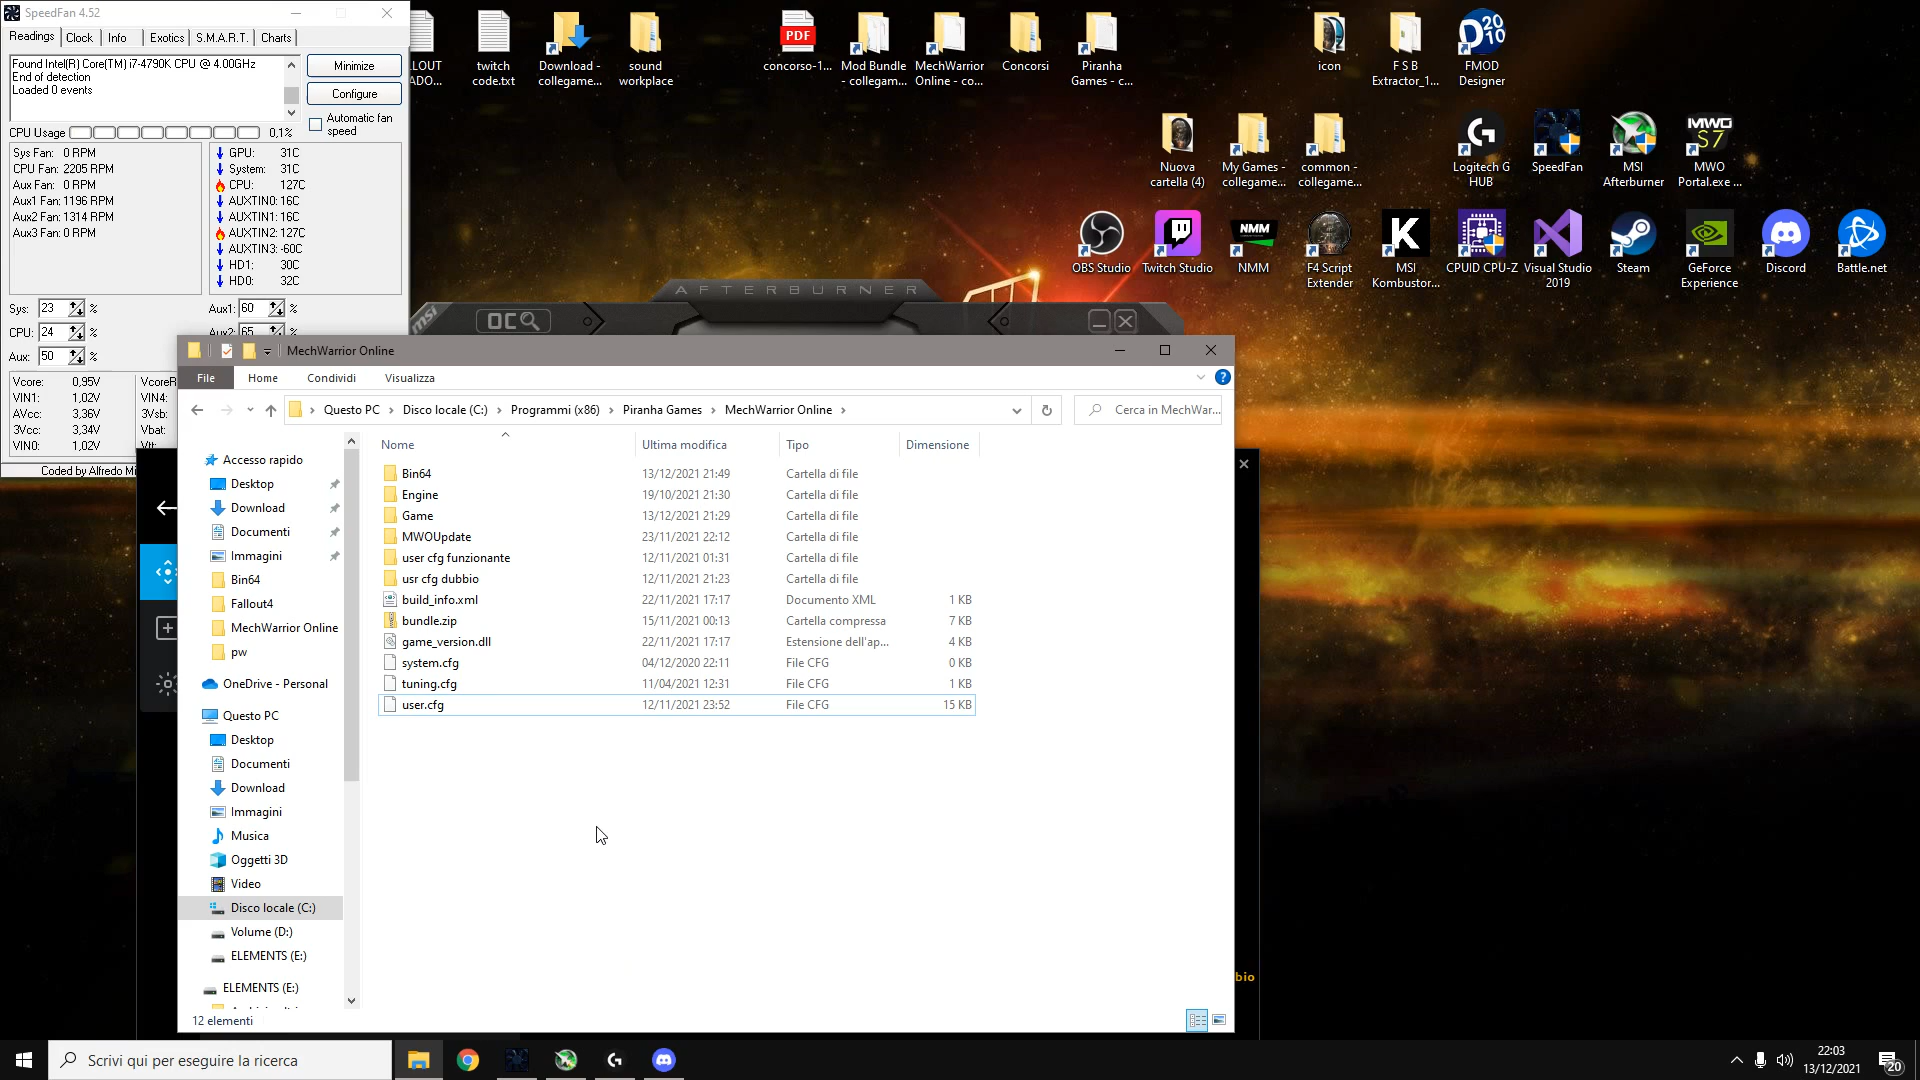 SpeedFan 4.52
Readings Clock Info Exotics S.M.A.R.T. Charts
Found Intel(R) Core(TM) i7-4790K CPU @ 4.00GHz
End of detection
Loaded 0 events
Minimize
Configure
Automatic fan
speed
CPU Usage 0,1%
Sys Fan: 0 RPM
CPU Fan: 2205 RPM
Aux Fan: 0 RPM
Aux1 Fan: 1196 RPM
Aux2 Fan: 1314 RPM
Aux3 Fan: 0 RPM
GPU: 31C
System: 31C
CPU: 127C
AUXTIN0: 16C
AUXTIN1: 16C
AUXTIN2: 127C
AUXTIN3: -60C
HD1: 30C
HD0: 32C
Sys: 23 %
CPU: 24 %
Aux: 50 %
Aux1: 60 %
Aux2: 65 %
Vcore: 0,95V
VIN1: 1,02V
AVcc: 3,36V
3Vcc: 3,34V
VIN0: 1,02V
VcoreR
VIN4:
3Vsb:
Vbat:
Vtt:
Coded by Alfredo Mi
LLOUT
ADO...
twitch
code.txt
Download -
collegame...
sound
workplace
PDF
concorso-1...
Mod Bundle
- collegam...
MechWarrior
Online - co...
Concorsi
Piranha
Games - c...
icon
F S B
Extractor_1...
D 20
10
FMOD
Designer
Nuova
cartella (4)
My Games -
collegame...
common -
collegame...
Logitech G
HUB
SpeedFan
MSI
Afterburner
MWO
S7
MWO
Portal.exe ...
OBS Studio
Twitch Studio
NMM
NMM
F4 Script
Extender
K
MSI
Kombustor...
CPUID CPU-Z
Visual Studio
2019
Steam
GeForce
Experience
Discord
Battle.net
AFTERBURNER
msi
OC
MechWarrior Online
File Home Condividi Visualizza
Questo PC > Disco locale (C:) > Programmi (x86) > Piranha Games > MechWarrior Online >
Cerca in MechWar...
Accesso rapido
Desktop
Download
Documenti
Immagini
Bin64
Fallout4
MechWarrior Online
pw
OneDrive - Personal
Questo PC
Desktop
Documenti
Download
Immagini
Musica
Oggetti 3D
Video
Disco locale (C:)
Volume (D:)
ELEMENTS (E:)
ELEMENTS (E:)
Nome Ultima modifica Tipo Dimensione
Bin64 13/12/2021 21:49 Cartella di file
Engine 19/10/2021 21:30 Cartella di file
Game 13/12/2021 21:29 Cartella di file
MWOUpdate 23/11/2021 22:12 Cartella di file
user cfg funzionante 12/11/2021 01:31 Cartella di file
usr cfg dubbio 12/11/2021 21:23 Cartella di file
build_info.xml 22/11/2021 17:17 Documento XML 1 KB
bundle.zip 15/11/2021 00:13 Cartella compressa 7 KB
game_version.dll 22/11/2021 17:17 Estensione dell'ap... 4 KB
system.cfg 04/12/2020 22:11 File CFG 0 KB
tuning.cfg 11/04/2021 12:31 File CFG 1 KB
user.cfg 12/11/2021 23:52 File CFG 15 KB
bio
12 elementi
Scrivi qui per eseguire la ricerca
22:03
13/12/2021
20